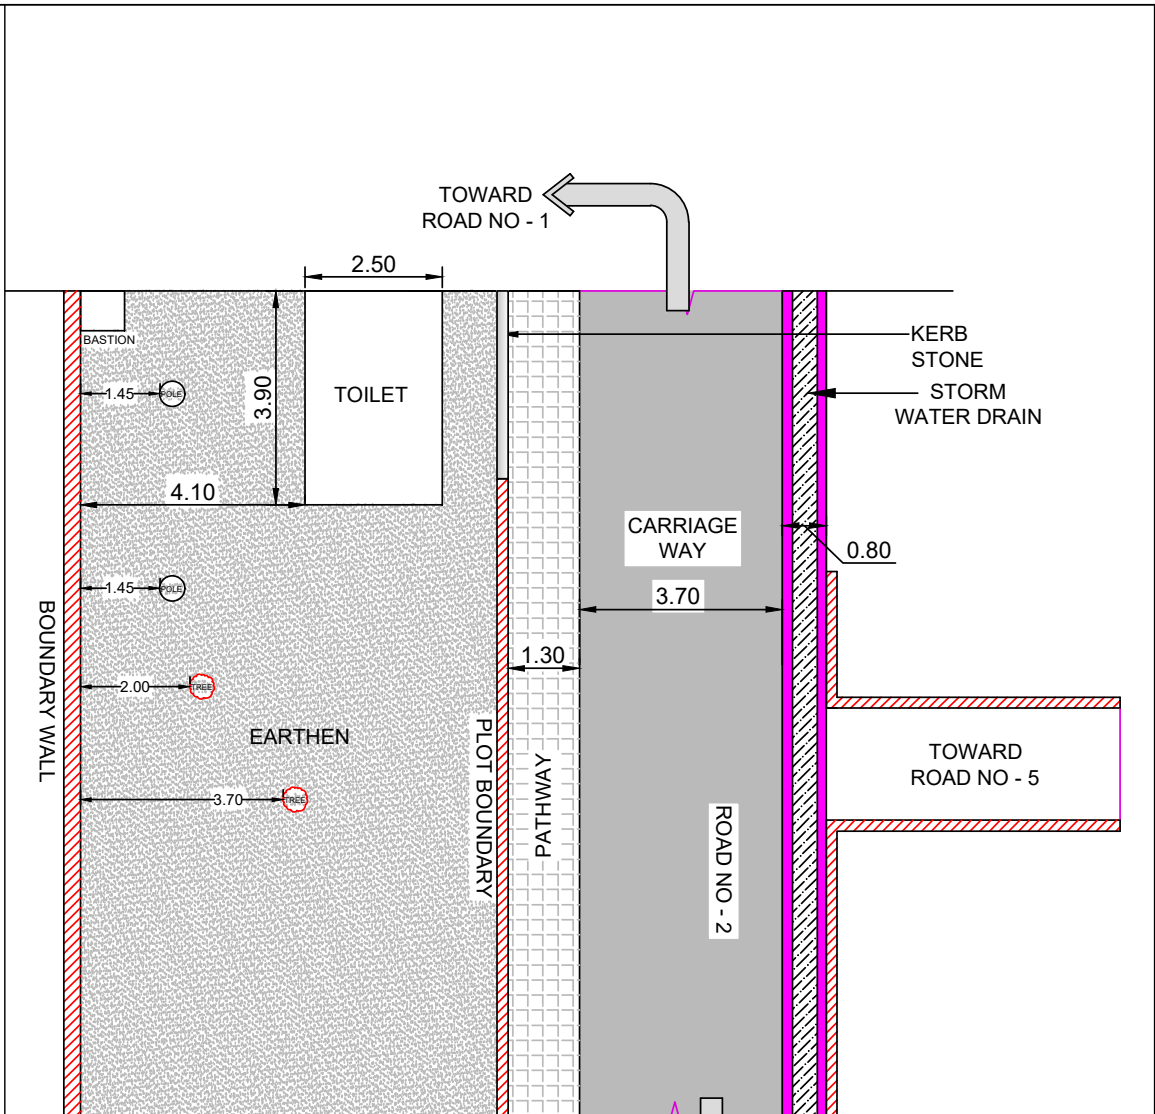 TOWARD
ROAD NO - 1
2.50
KERB
STONE
BASTION
1.45
POLE
3.90
TOILET
STORM
WATER DRAIN
4.10
CARRIAGE
WAY
0.80
1.45
POLE
3.70
BOUNDARY WALL
1.30
2.00
TREE
EARTHEN
PLOT BOUNDARY
PATHWAY
TOWARD
ROAD NO - 5
3.70
TREE
ROAD NO - 2